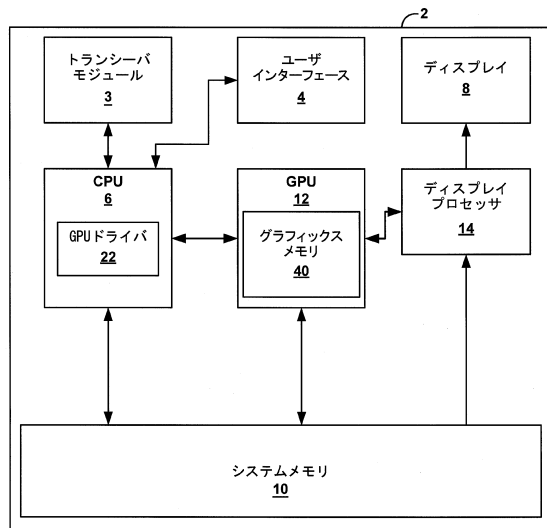 2
トランシーバ
モジュール
3
ユーザ
インターフェース
4
ディスプレイ
8
CPU
6
GPUドライバ
22
GPU
12
グラフィックス
メモリ
40
ディスプレイ
プロセッサ
14
システムメモリ
10